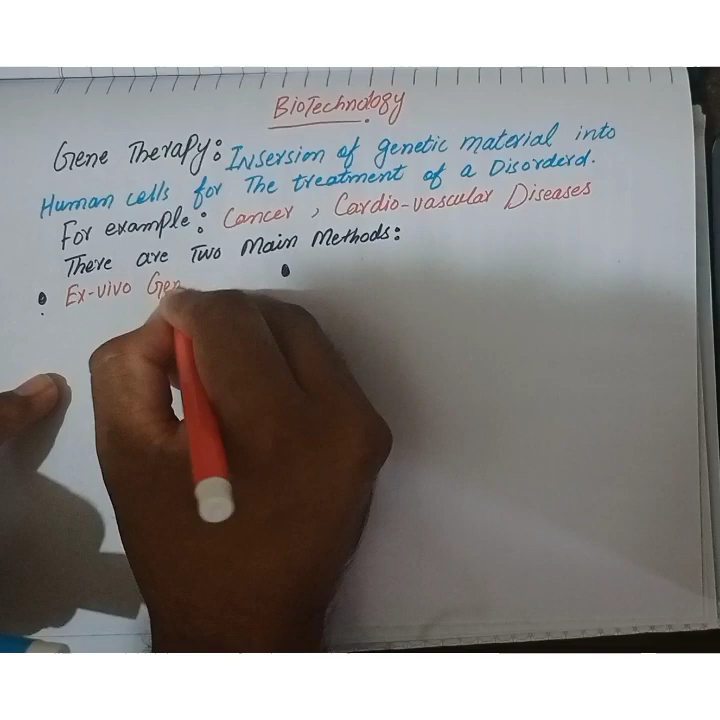 BioTechnology
Gene Therapy: Insersion of genetic material into
Human cells for The treatment of a Disorderd.
For example: Cancer, Cardio-vascular Diseases
There are Two Main Methods:
Ex-vivo Gen